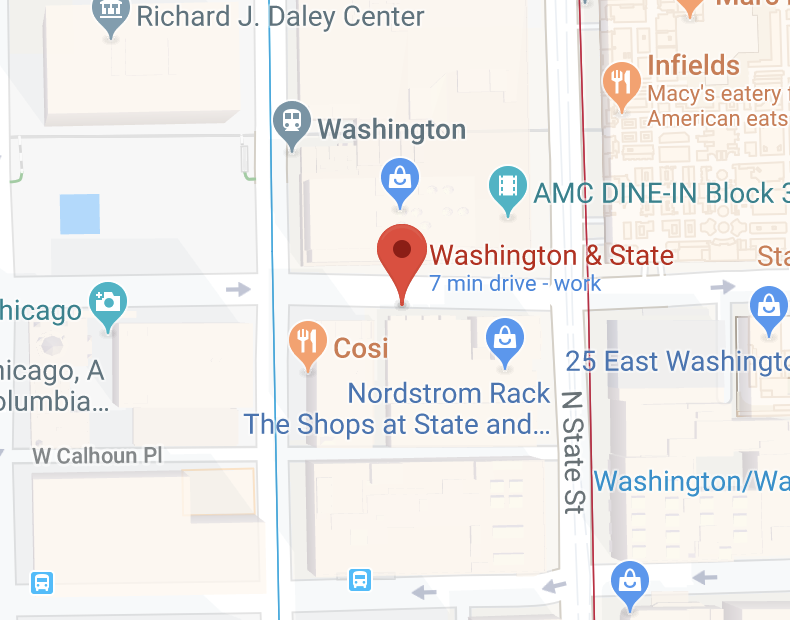 Richard J. Daley Center
Infields
Macy's eatery
American eats
Washington
AMC DINE-IN Block 3
Washington & State
7 min drive - work
hicago
Cosi
25 East Washingto
icago, A
olumbia...
Nordstrom Rack
The Shops at State and...
N State St
W Calhoun Pl
Washington/Wa